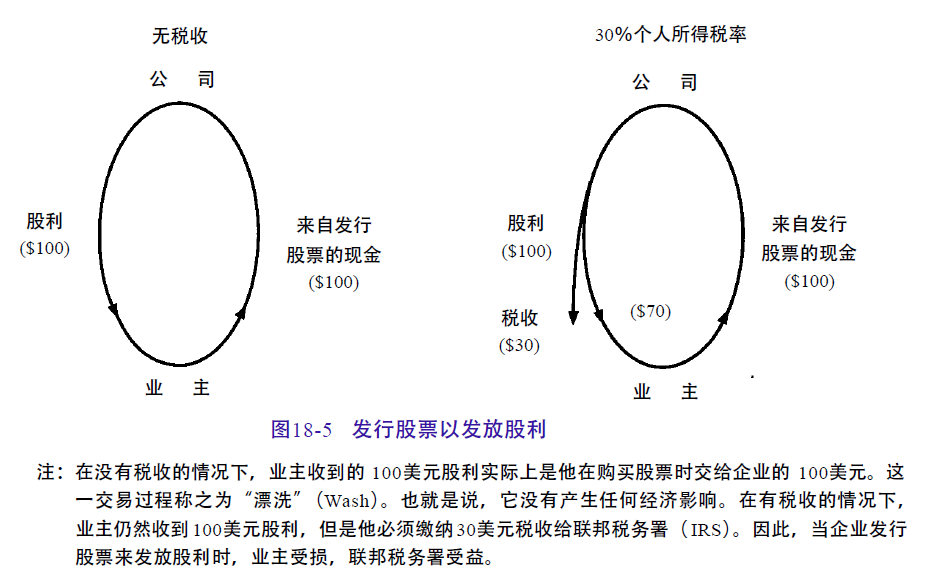 无税收
公 司
股利
($100)
来自发行
股票的现金
($100)
业 主
30%个人所得税率
公 司
股利
($100)
税收
($30)
($70)
来自发行
股票的现金
($100)
业 主
图18-5 发行股票以发放股利
注：在没有税收的情况下，业主收到的 100美元股利实际上是他在购买股票时交给企业的 100美元。这
一交易过程称之为“漂洗”（Wash）。也就是说，它没有产生任何经济影响。在有税收的情况下，
业主仍然收到100美元股利，但是他必须缴纳30美元税收给联邦税务署（IRS）。因此，当企业发行
股票来发放股利时，业主受损，联邦税务署受益。